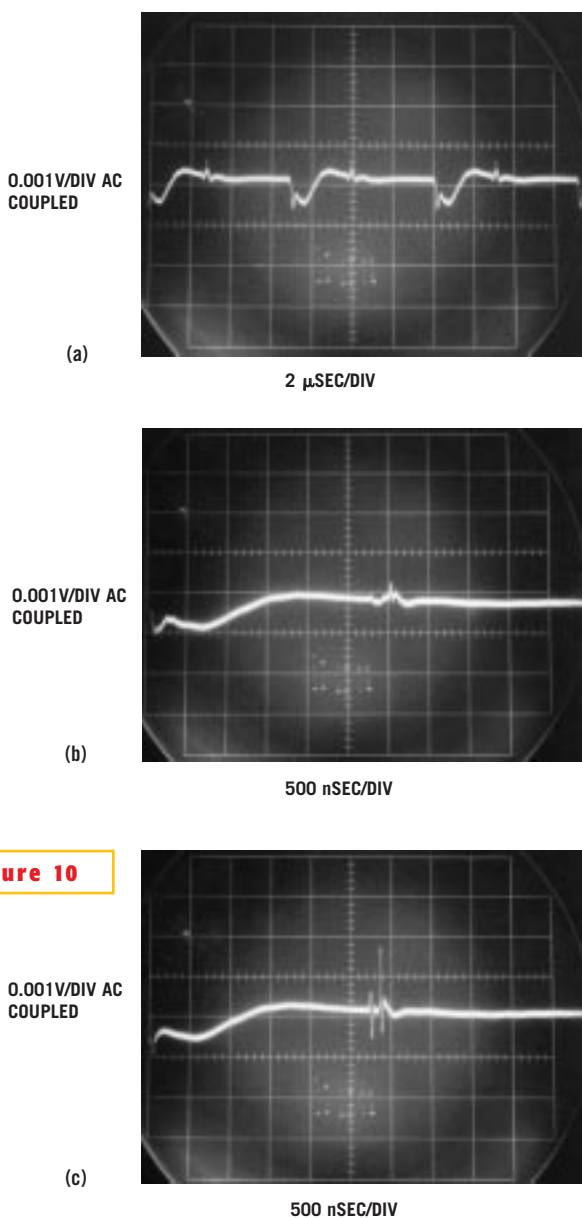 0.001V/DIV AC
COUPLED
(a)
2 µSEC/DIV
0.001V/DIV AC
COUPLED
(b)
500 nSEC/DIV
ure 10
0.001V/DIV AC
COUPLED
(c)
500 nSEC/DIV